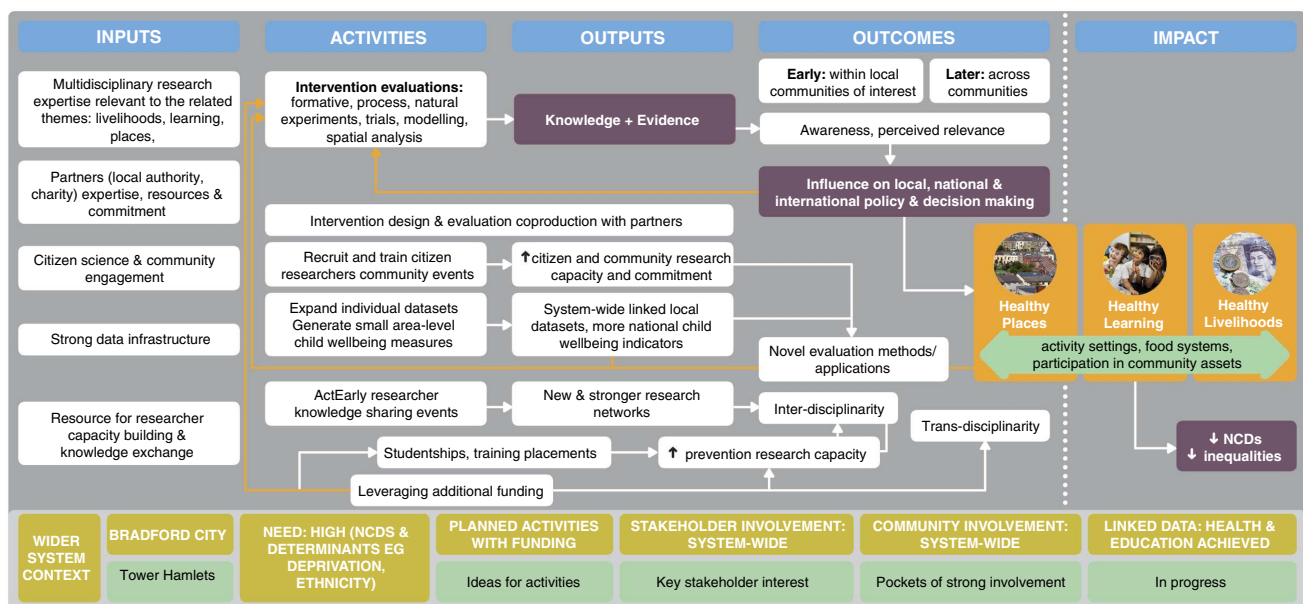 INPUTS
ACTIVITIES
OUTPUTS
OUTCOMES
IMPACT
Multidisciplinary research
expertise relevant to the related
themes: livelihoods, learning,
places,
Partners (local authority,
charity) expertise, resources &
commitment
Citizen science & community
engagement
Strong data infrastructure
Resource for researcher
capacity building &
knowledge exchange
Intervention evaluations:
formative, process, natural
experiments, trials, modelling,
spatial analysis
Knowledge + Evidence
Early: within local
communities of interest
Later: across
communities
Awareness, perceived relevance
Influence on local, national &
international policy & decision making
Intervention design & evaluation coproduction with partners
Recruit and train citizen
researchers community events
↑citizen and community research
capacity and commitment
Expand individual datasets
Generate small area-level
child wellbeing measures
System-wide linked local
datasets, more national child
wellbeing indicators
Novel evaluation methods/
applications
ActEarly researcher
knowledge sharing events
New & stronger research
networks
Inter-disciplinarity
Trans-disciplinarity
Studentships, training placements
↑ prevention research capacity
Leveraging additional funding
Healthy
Places
Healthy
Learning
Healthy
Livelihoods
activity settings, food systems,
participation in community assets
↓ NCDs
↓ inequalities
WIDER
SYSTEM
CONTEXT
BRADFORD CITY
Tower Hamlets
NEED: HIGH (NCDS &
DETERMINANTS EG
DEPRIVATION,
ETHNICITY)
PLANNED ACTIVITIES
WITH FUNDING
Ideas for activities
STAKEHOLDER INVOLVEMENT:
SYSTEM-WIDE
Key stakeholder interest
COMMUNITY INVOLVEMENT:
SYSTEM-WIDE
Pockets of strong involvement
LINKED DATA: HEALTH &
EDUCATION ACHIEVED
In progress